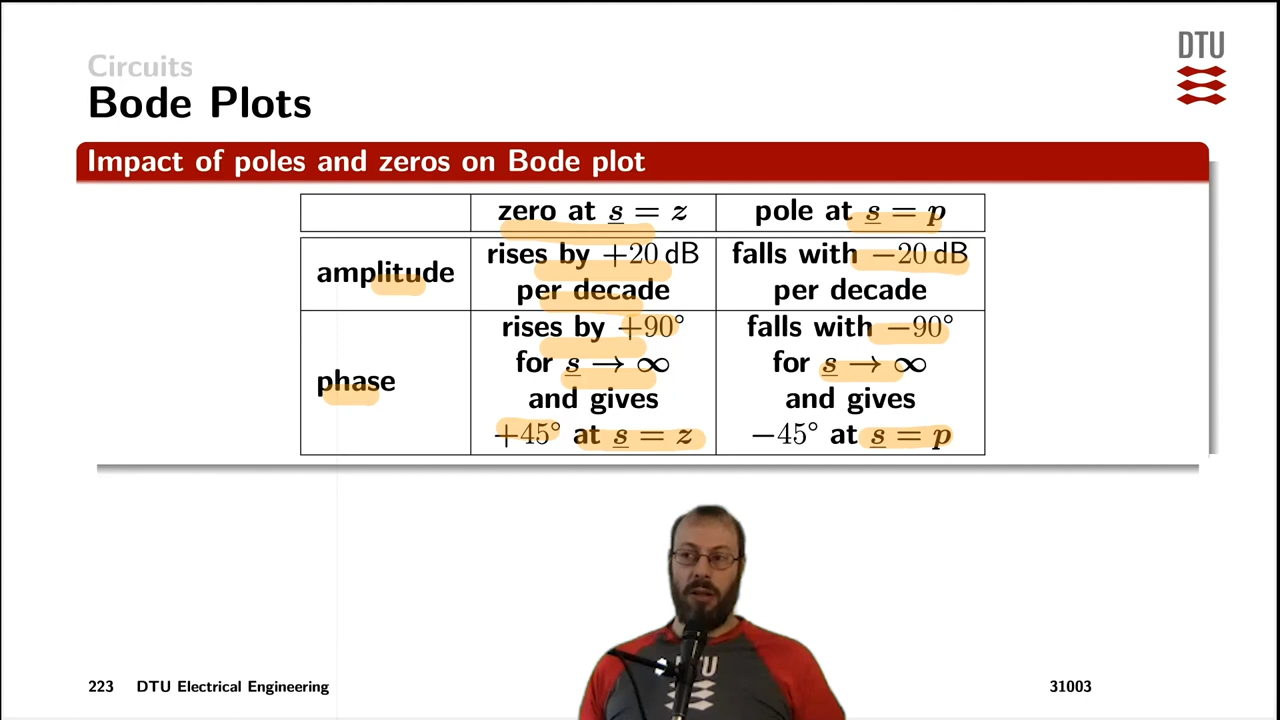 Circuits
Bode Plots
DTU
Impact of poles and zeros on Bode plot
zero at s = z
pole at s = p
amplitude
rises by +20 dB
per decade
falls with −20 dB
per decade
phase
rises by +90°
for s → ∞
and gives
+45° at s = z
falls with −90°
for s → ∞
and gives
−45° at s = p
DTU
223 DTU Electrical Engineering
31003